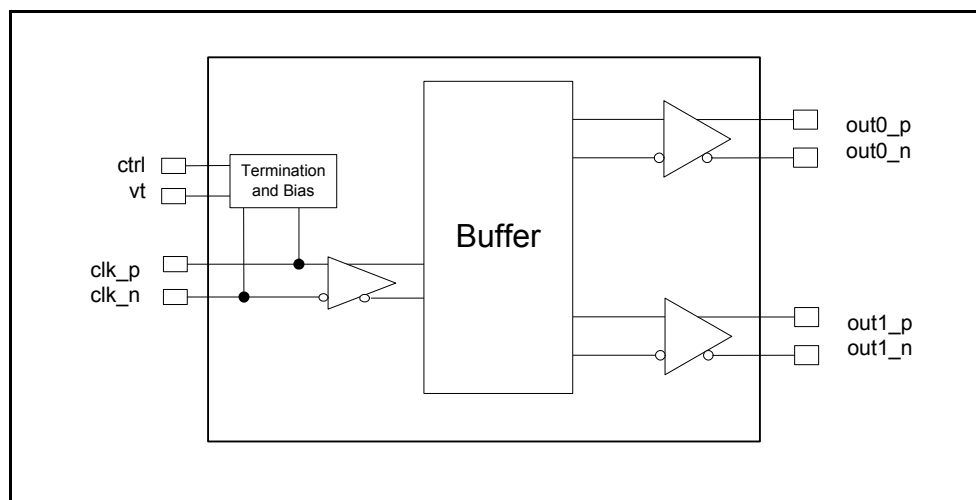 ctrl
vt
Termination
and Bias
clk_p
clk_n
Buffer
out0_p
out0_n
out1_p
out1_n